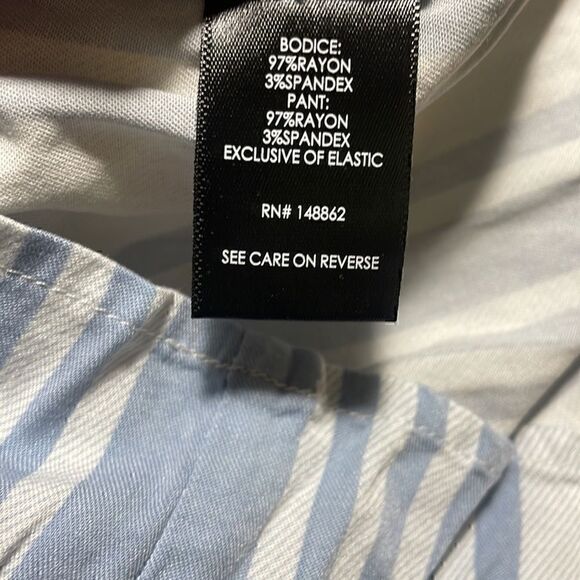 BODICE:
97%RAYON
3%SPANDEX
PANT:
97%RAYON
3%SPANDEX
EXCLUSIVE OF ELASTIC
RN# 148862
SEE CARE ON REVERSE